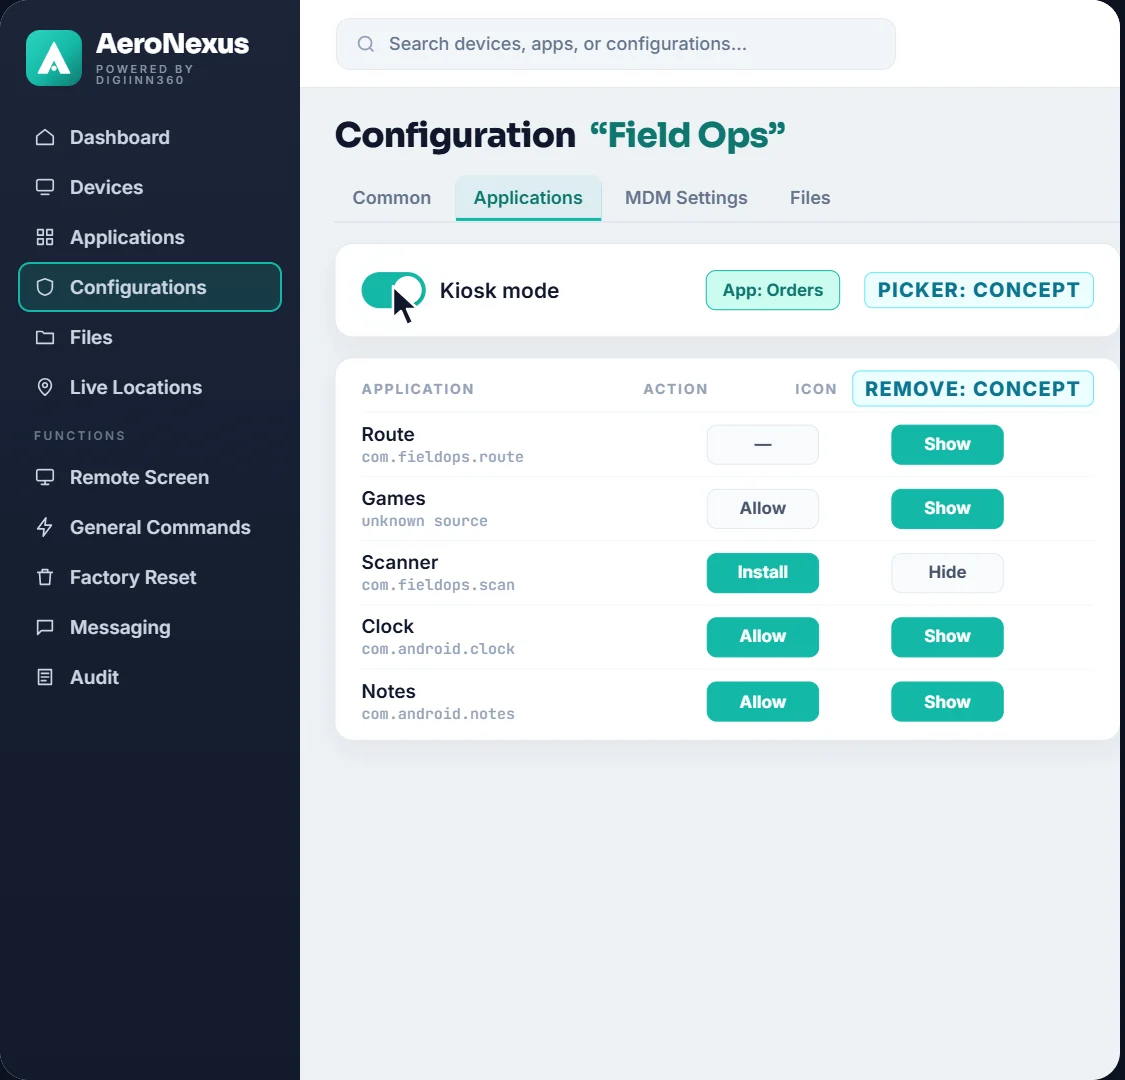 AeroNexus
POWERED BY
DIGIINN360
Dashboard
Devices
Applications
Configurations
Files
Live Locations
FUNCTIONS
Remote Screen
General Commands
Factory Reset
Messaging
Audit
Search devices, apps, or configurations...
Configuration “Field Ops”
Common Applications MDM Settings Files
Kiosk mode App: Orders PICKER: CONCEPT
APPLICATION ACTION ICON REMOVE: CONCEPT
Route
com.fieldops.route
— Show
Games
unknown source
Allow Show
Scanner
com.fieldops.scan
Install Hide
Clock
com.android.clock
Allow Show
Notes
com.android.notes
Allow Show